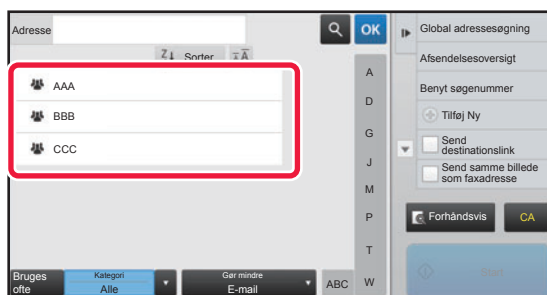 Adresse
OK
Global adressesøgning
Sorter
Afsendelsesoversigt
AAA
A
Benyt søgenummer
BBB
D
Tilføj Ny
CCC
G
Send
destinationslink
J
Send samme billede
som faxadresse
M
P
Forhåndsvis
CA
T
Bruges
ofte
Kategori
Alle
Gør mindre
E-mail
ABC
W
Start